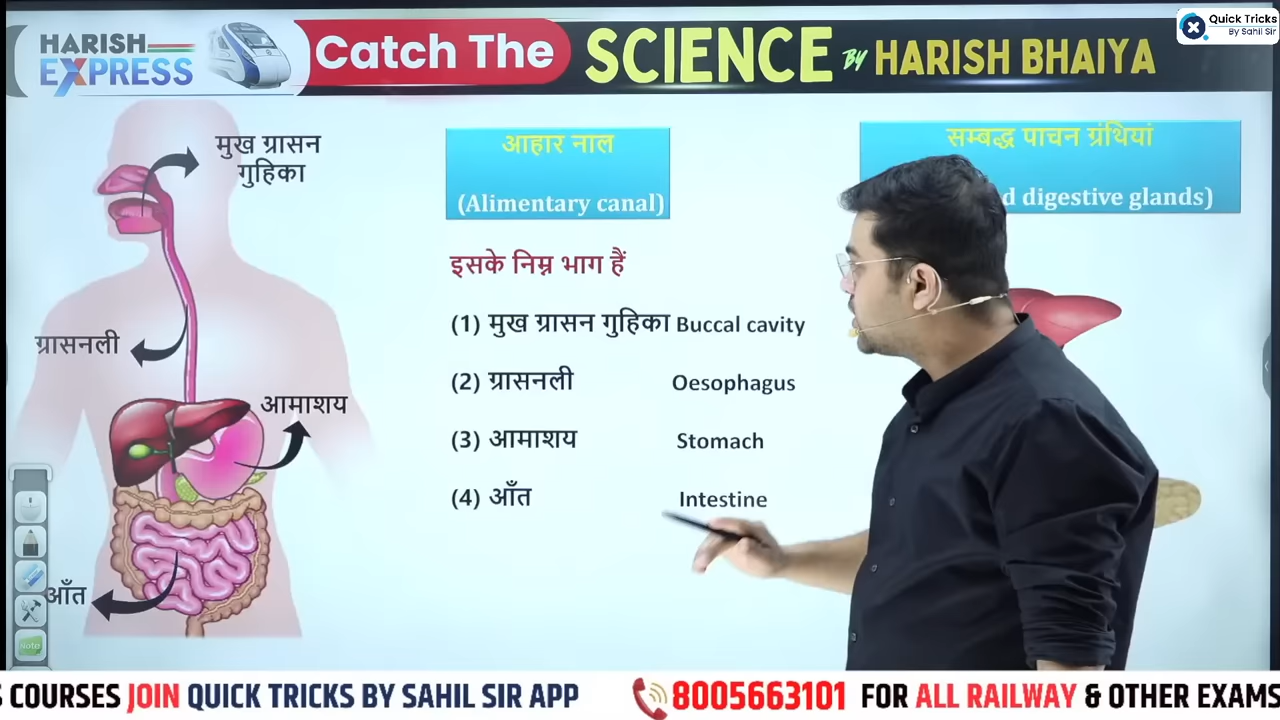 HARISH
EXPRESS
Catch The
SCIENCE
BY
HARISH BHAIYA
Quick Tricks
By Sahil Sir
मुख ग्रासन
गुहिका
ग्रासनली
आमाशय
आँत
आहार नाल
(Alimentary canal)
सम्बद्ध पाचन ग्रंथियां
digestive glands)
इसके निम्न भाग हैं
(1) मुख ग्रासन गुहिका Buccal cavity
(2) ग्रासनली Oesophagus
(3) आमाशय Stomach
(4) आँत Intestine
Note
COURSES JOIN QUICK TRICKS BY SAHIL SIR APP 8005663101 FOR ALL RAILWAY & OTHER EXAMS